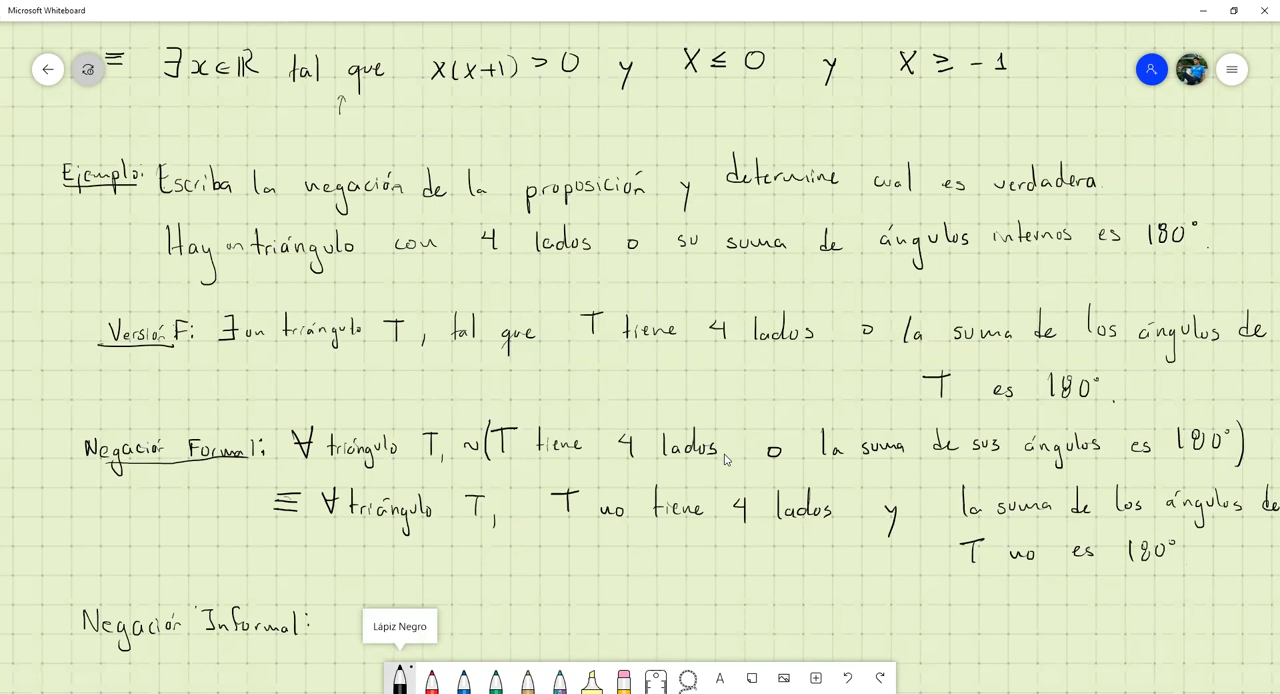 Microsoft Whiteboard
≡ ∃ x ∈ ℝ tal que x(x+1) > 0 y x ≤ 0 y x ≥ -1
Ejemplo: Escriba la negación de la proposición y determine cual es verdadera.
Hay un triángulo con 4 lados o su suma de ángulos internos es 180°.
Versión F: ∃ un triángulo T, tal que T tiene 4 lados o la suma de los ángulos de
T es 180°.
Negación Formal: ∀ triángulo T, ~(T tiene 4 lados o la suma de sus ángulos es 180°)
≡ ∀ triángulo T, T no tiene 4 lados y la suma de los ángulos de
T no es 180°
Negación Informal:
Lápiz Negro